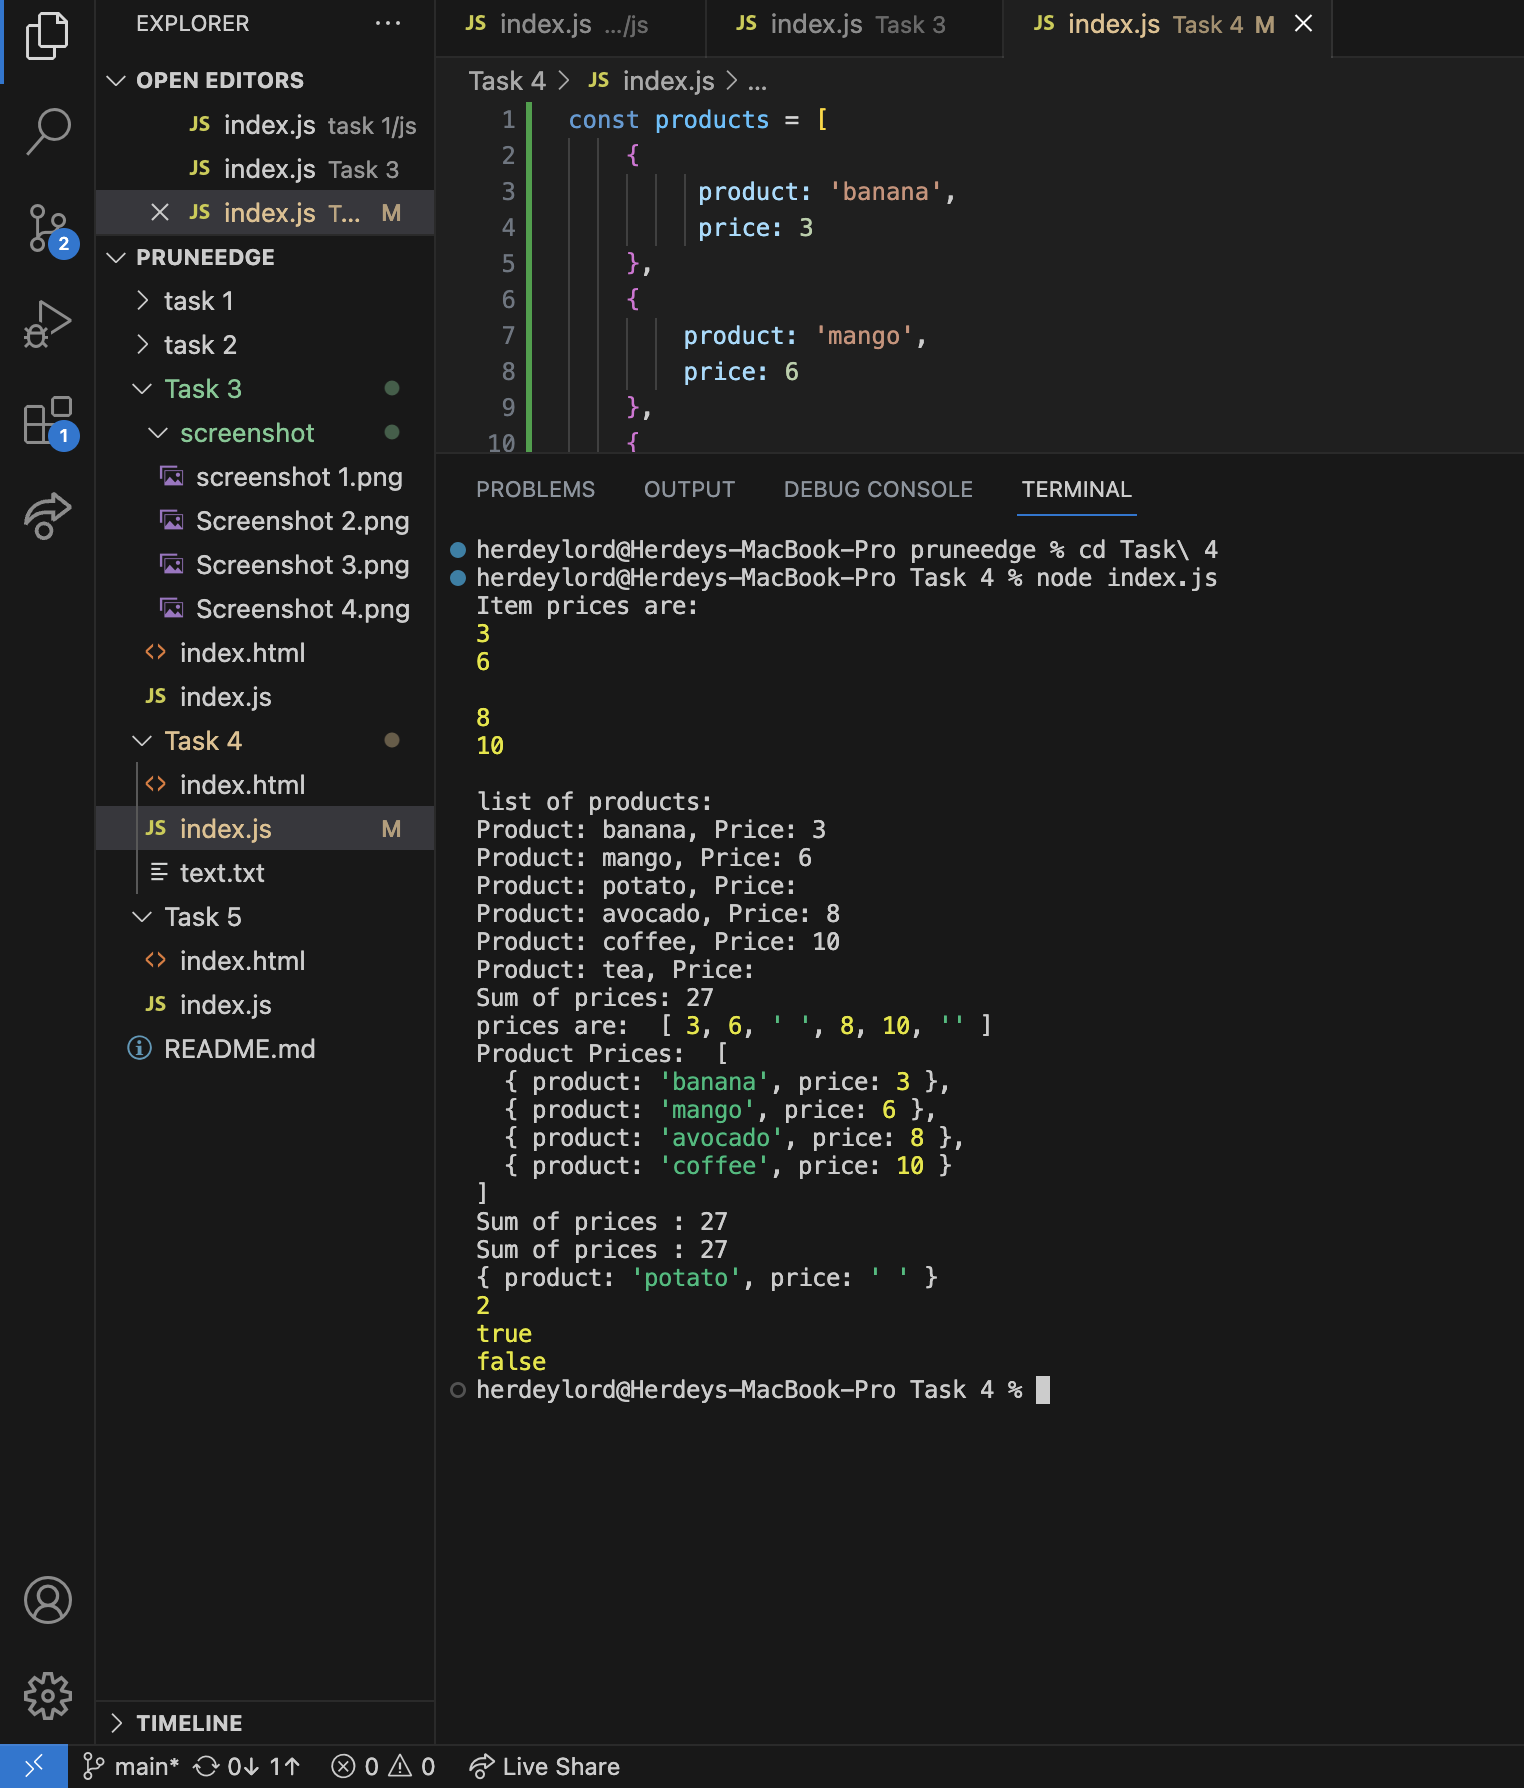 EXPLORER ...
OPEN EDITORS
JS index.js task 1/js
JS index.js Task 3
JS index.js T... M
PRUNEEDGE
task 1
task 2
Task 3
screenshot
screenshot 1.png
Screenshot 2.png
Screenshot 3.png
Screenshot 4.png
<> index.html
JS index.js
Task 4
<> index.html
JS index.js M
text.txt
Task 5
<> index.html
JS index.js
README.md
TIMELINE
2
1
JS index.js .../js
JS index.js Task 3
JS index.js Task 4 M
Task 4 > JS index.js > ...
1 const products = [
2 {
3 product: 'banana',
4 price: 3
5 },
6 {
7 product: 'mango',
8 price: 6
9 },
10 {
PROBLEMS OUTPUT DEBUG CONSOLE TERMINAL
herdeylord@Herdeys-MacBook-Pro pruneedge % cd Task\ 4
herdeylord@Herdeys-MacBook-Pro Task 4 % node index.js
Item prices are:
3
6
8
10
list of products:
Product: banana, Price: 3
Product: mango, Price: 6
Product: potato, Price:
Product: avocado, Price: 8
Product: coffee, Price: 10
Product: tea, Price:
Sum of prices: 27
prices are:  [ 3, 6, ' ', 8, 10, '' ]
Product Prices:  [
{ product: 'banana', price: 3 },
{ product: 'mango', price: 6 },
{ product: 'avocado', price: 8 },
{ product: 'coffee', price: 10 }
]
Sum of prices : 27
Sum of prices : 27
{ product: 'potato', price: ' ' }
2
true
false
herdeylord@Herdeys-MacBook-Pro Task 4 %
main* 0↓ 1↑ 0 0 Live Share